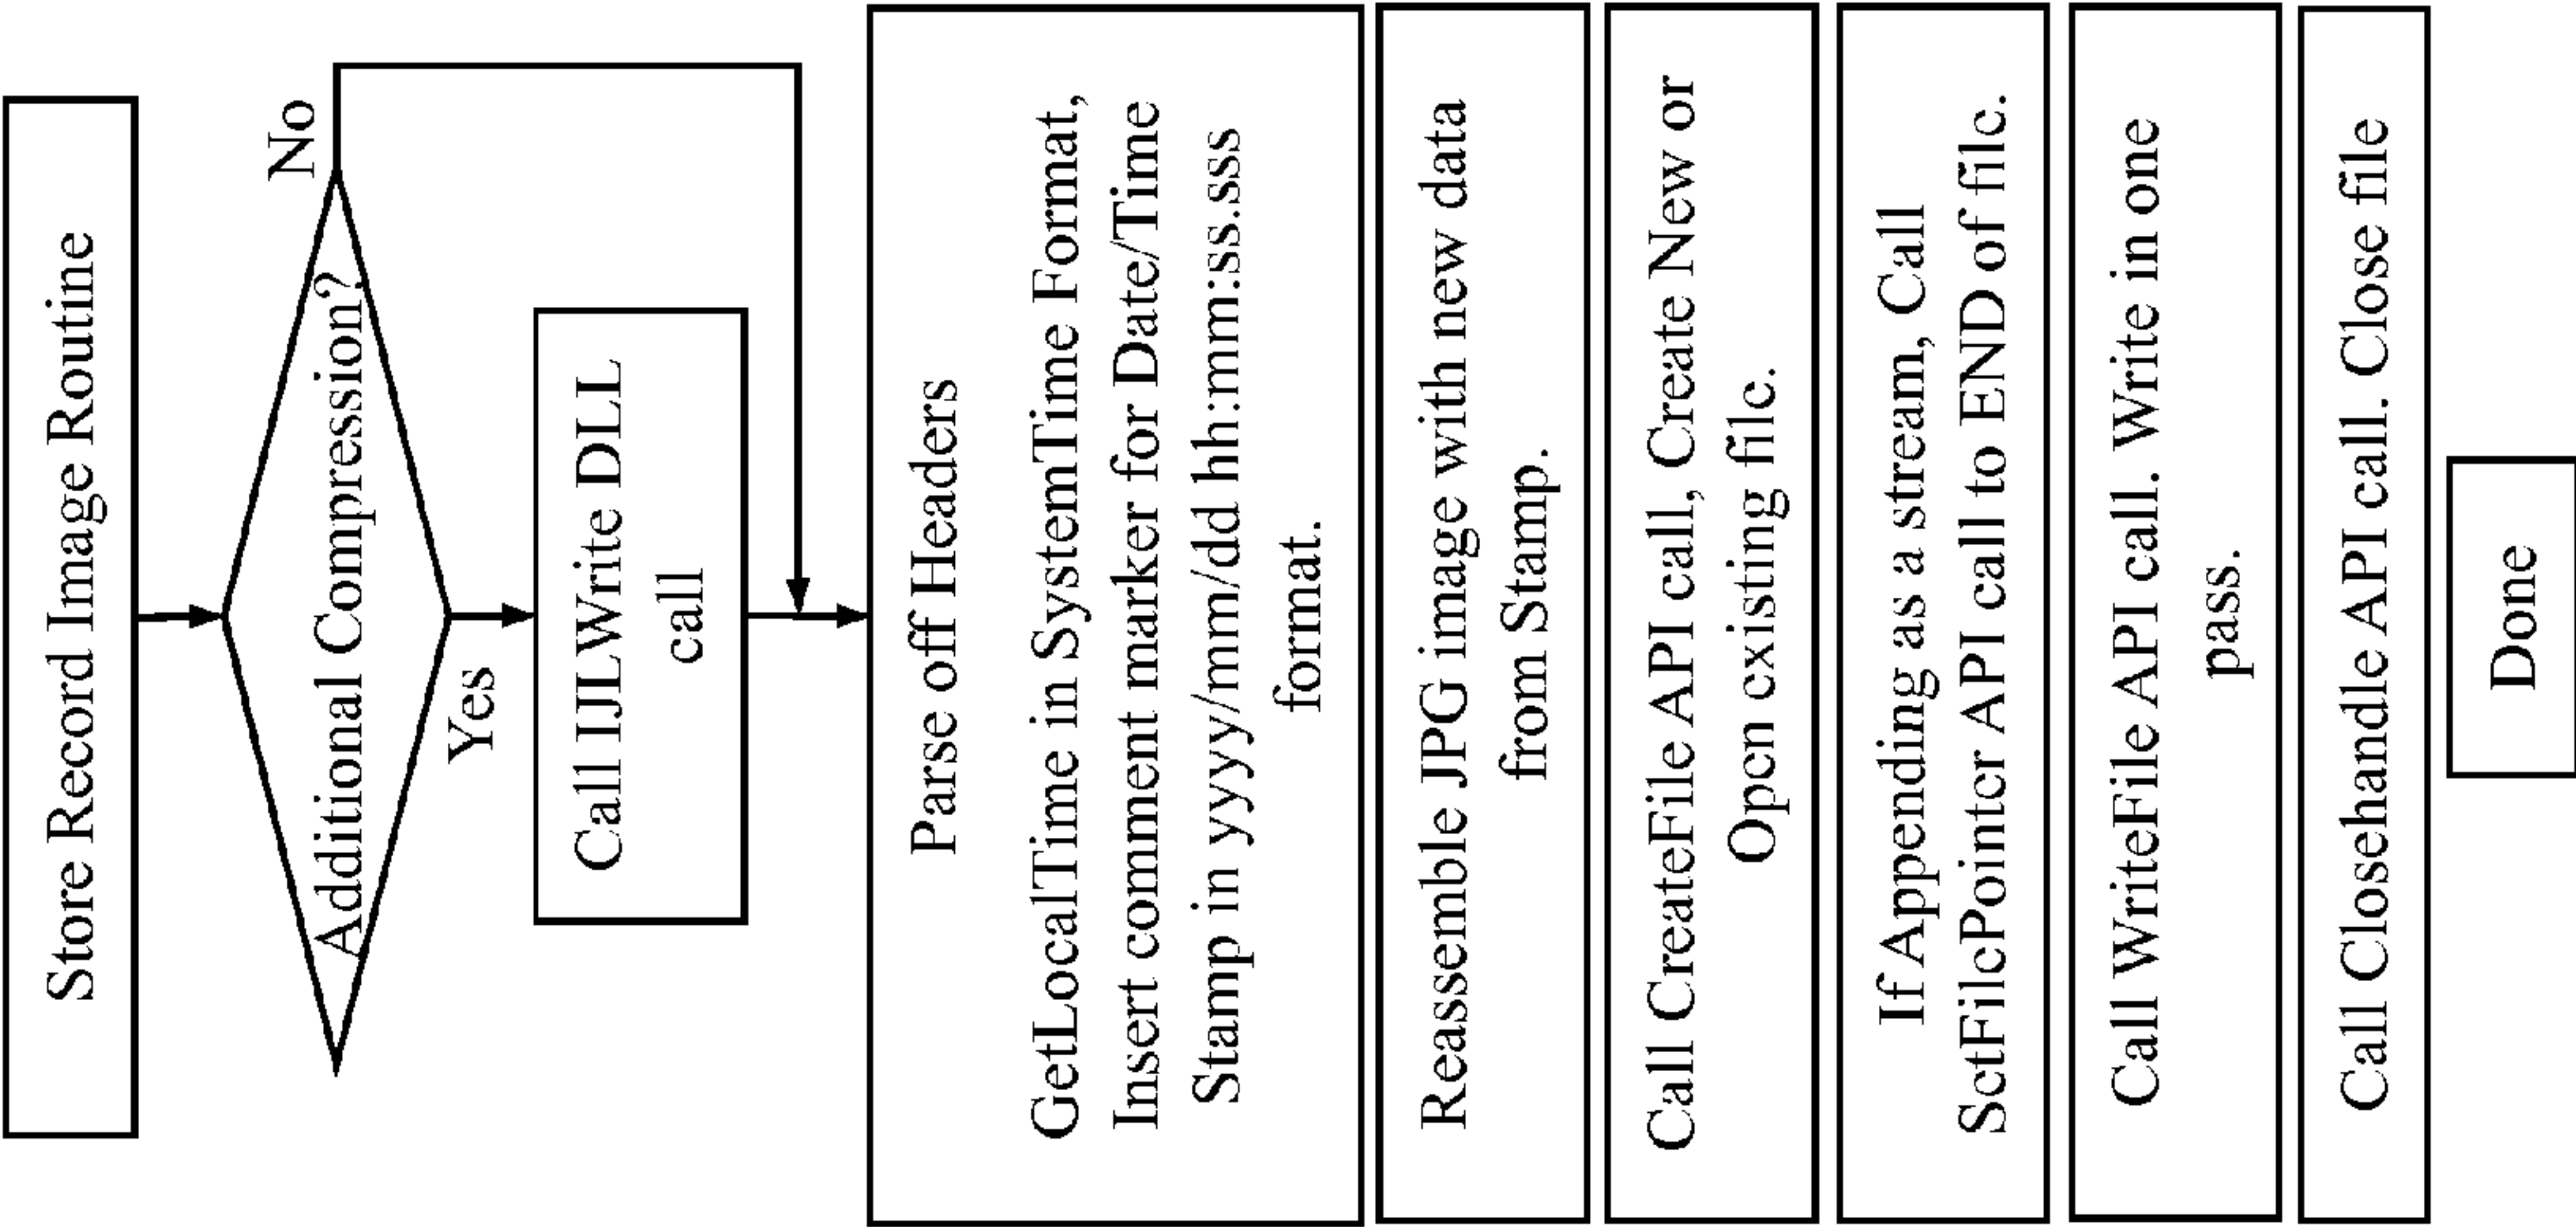 Store Record Image Routine
Additional Compression?
No
Yes
Call IJLWrite DLL
call
Parse off Headers
GetLocalTime in SystemTime Format,
Insert comment marker for Date/Time
Stamp in yyyy/mm/dd hh:mm:ss.sss
format.
Reassemble JPG image with new data
from Stamp.
Call CreateFile API call, Create New or
Open existing file.
If Appending as a stream, Call
SetFilePointer API call to END of file.
Call WriteFile API call. Write in one
pass.
Call Closehandle API call. Close file
Done